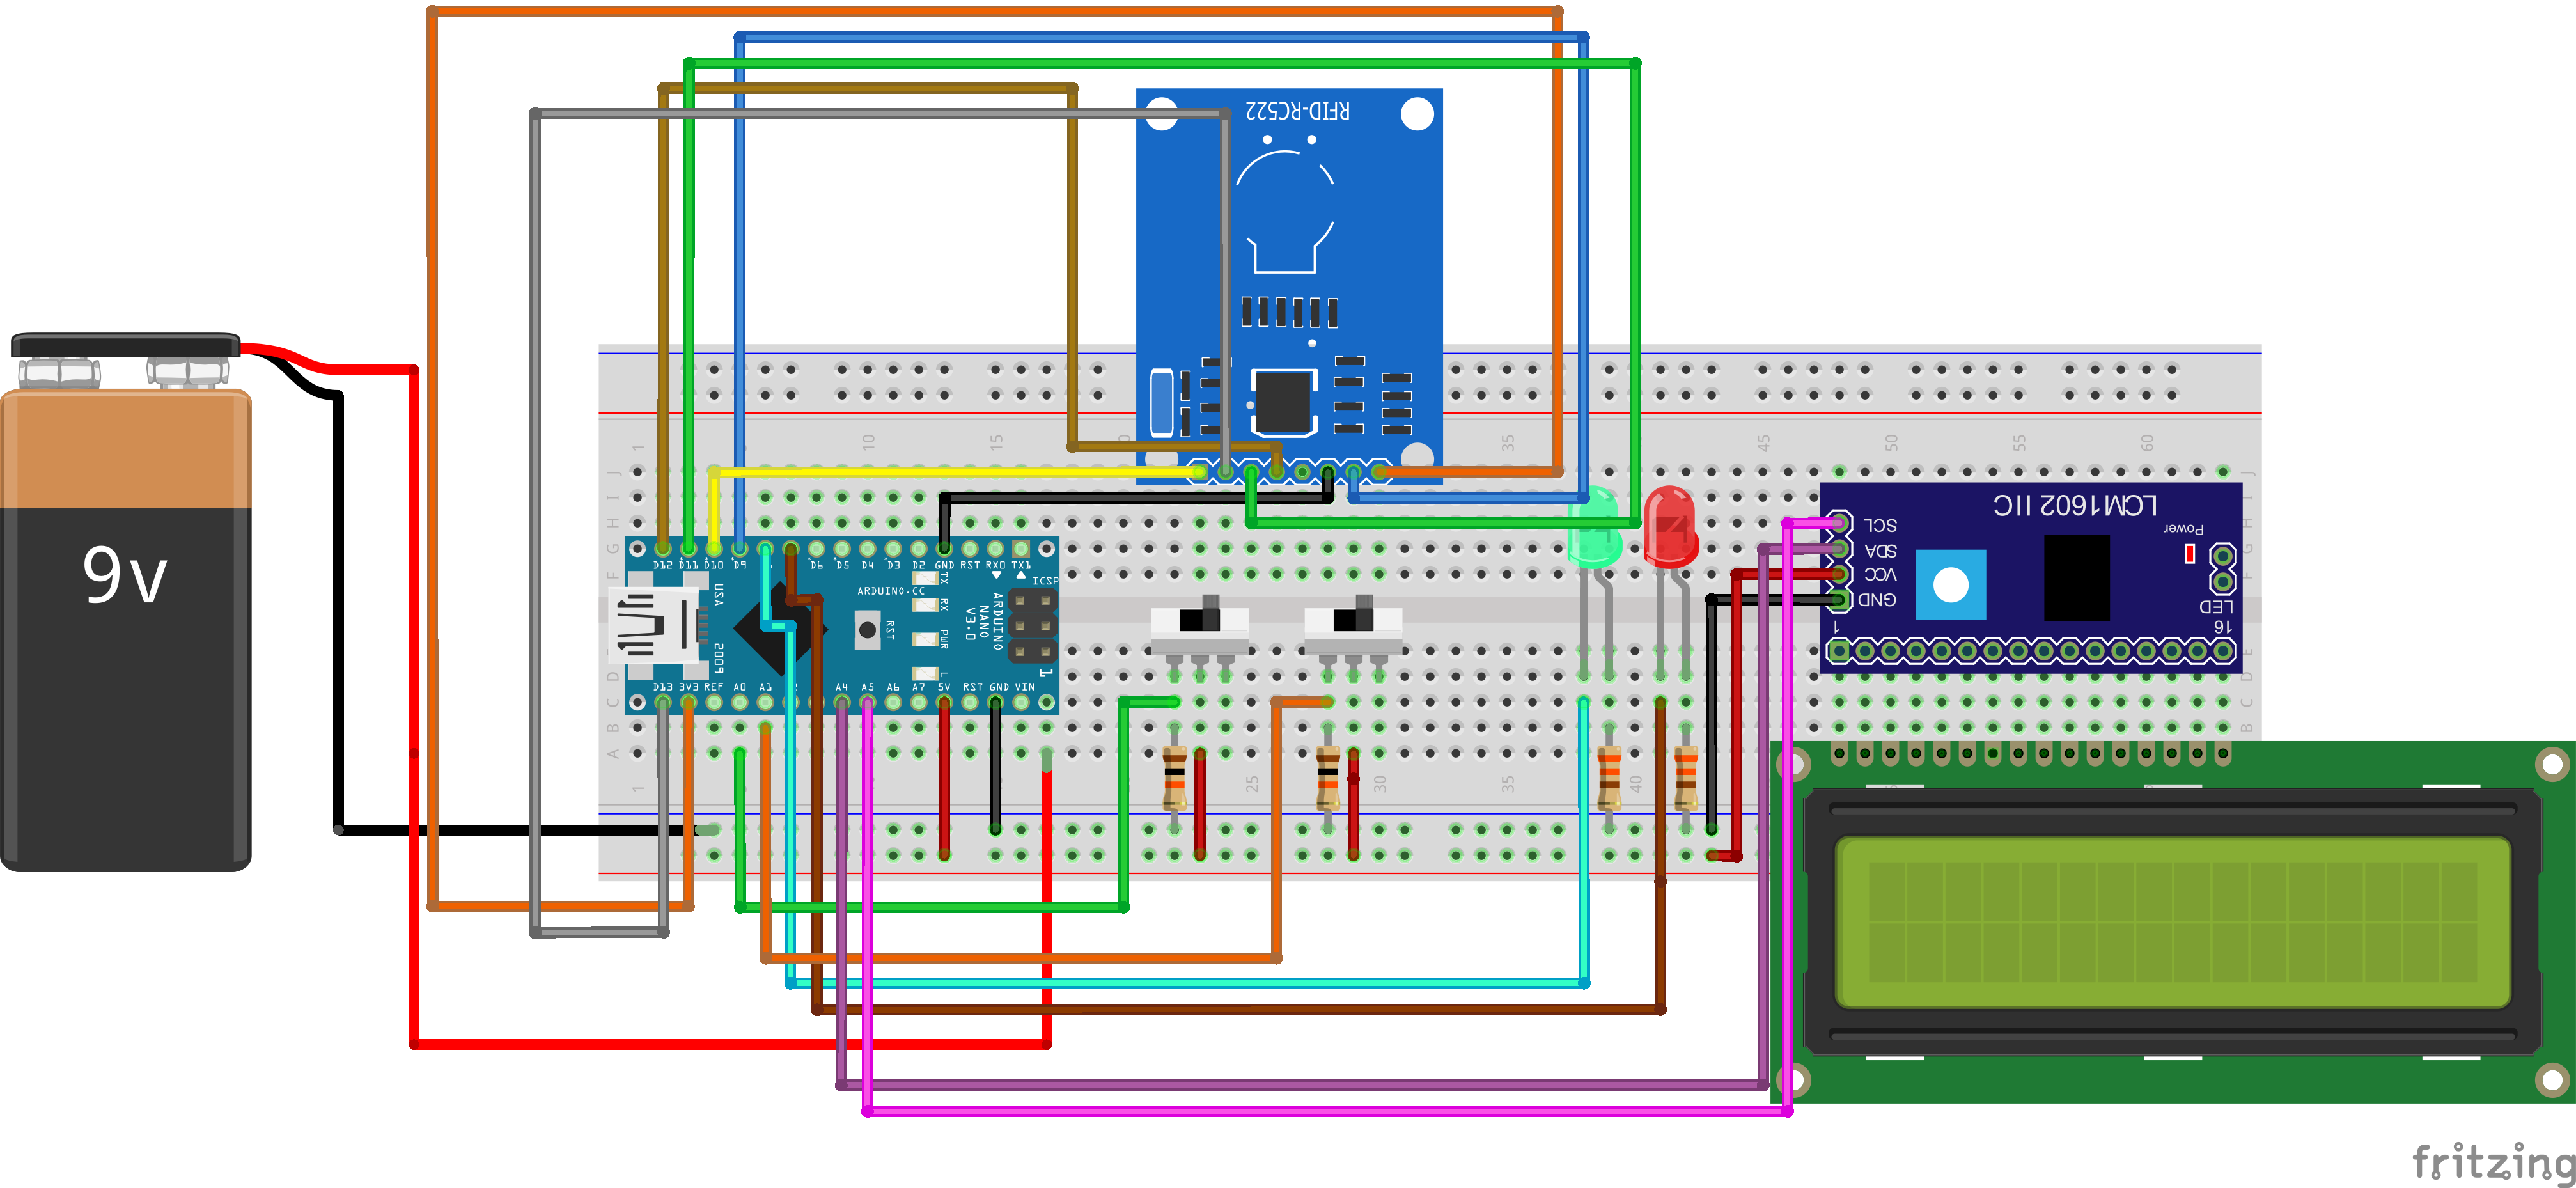 RFID-RC522
9v
1
10
15
35
45
50
55
60
J
I
H
G
F
J
I
H
G
F
D12 D11 D10 D9 D6 D5 D4 D3 D2 GND RST RX0 TX1
ARDUINO.CC
TX
RX
PWR
L
RST
ICSP
1
ARDUINO
NANO
V3.0
USA
2009
D13 3V3 REF A0 A1 A4 A5 A6 A7 5V RST GND VIN
LCM1602 IIC
SCL
SDA
VCC
GND
Power
LED
1
16
D
C
B
A
E
D
C
B
1
25
30
35
40
fritzing